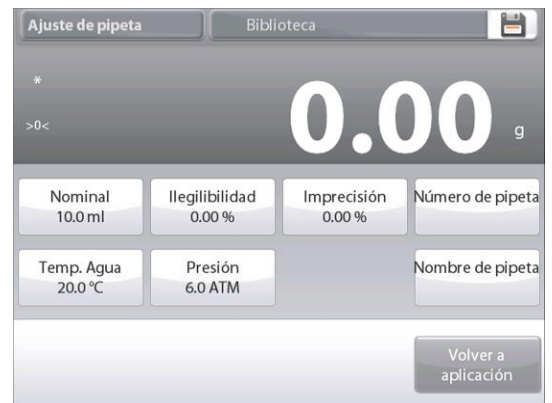 Ajuste de pipeta Biblioteca
*
>0<
0.00 g
Nominal Ilegilibilidad Imprecisión Número de pipeta
10.0 ml 0.00 % 0.00 %
Temp. Agua Presión Nombre de pipeta
20.0 °C 6.0 ATM
Volver a
aplicación